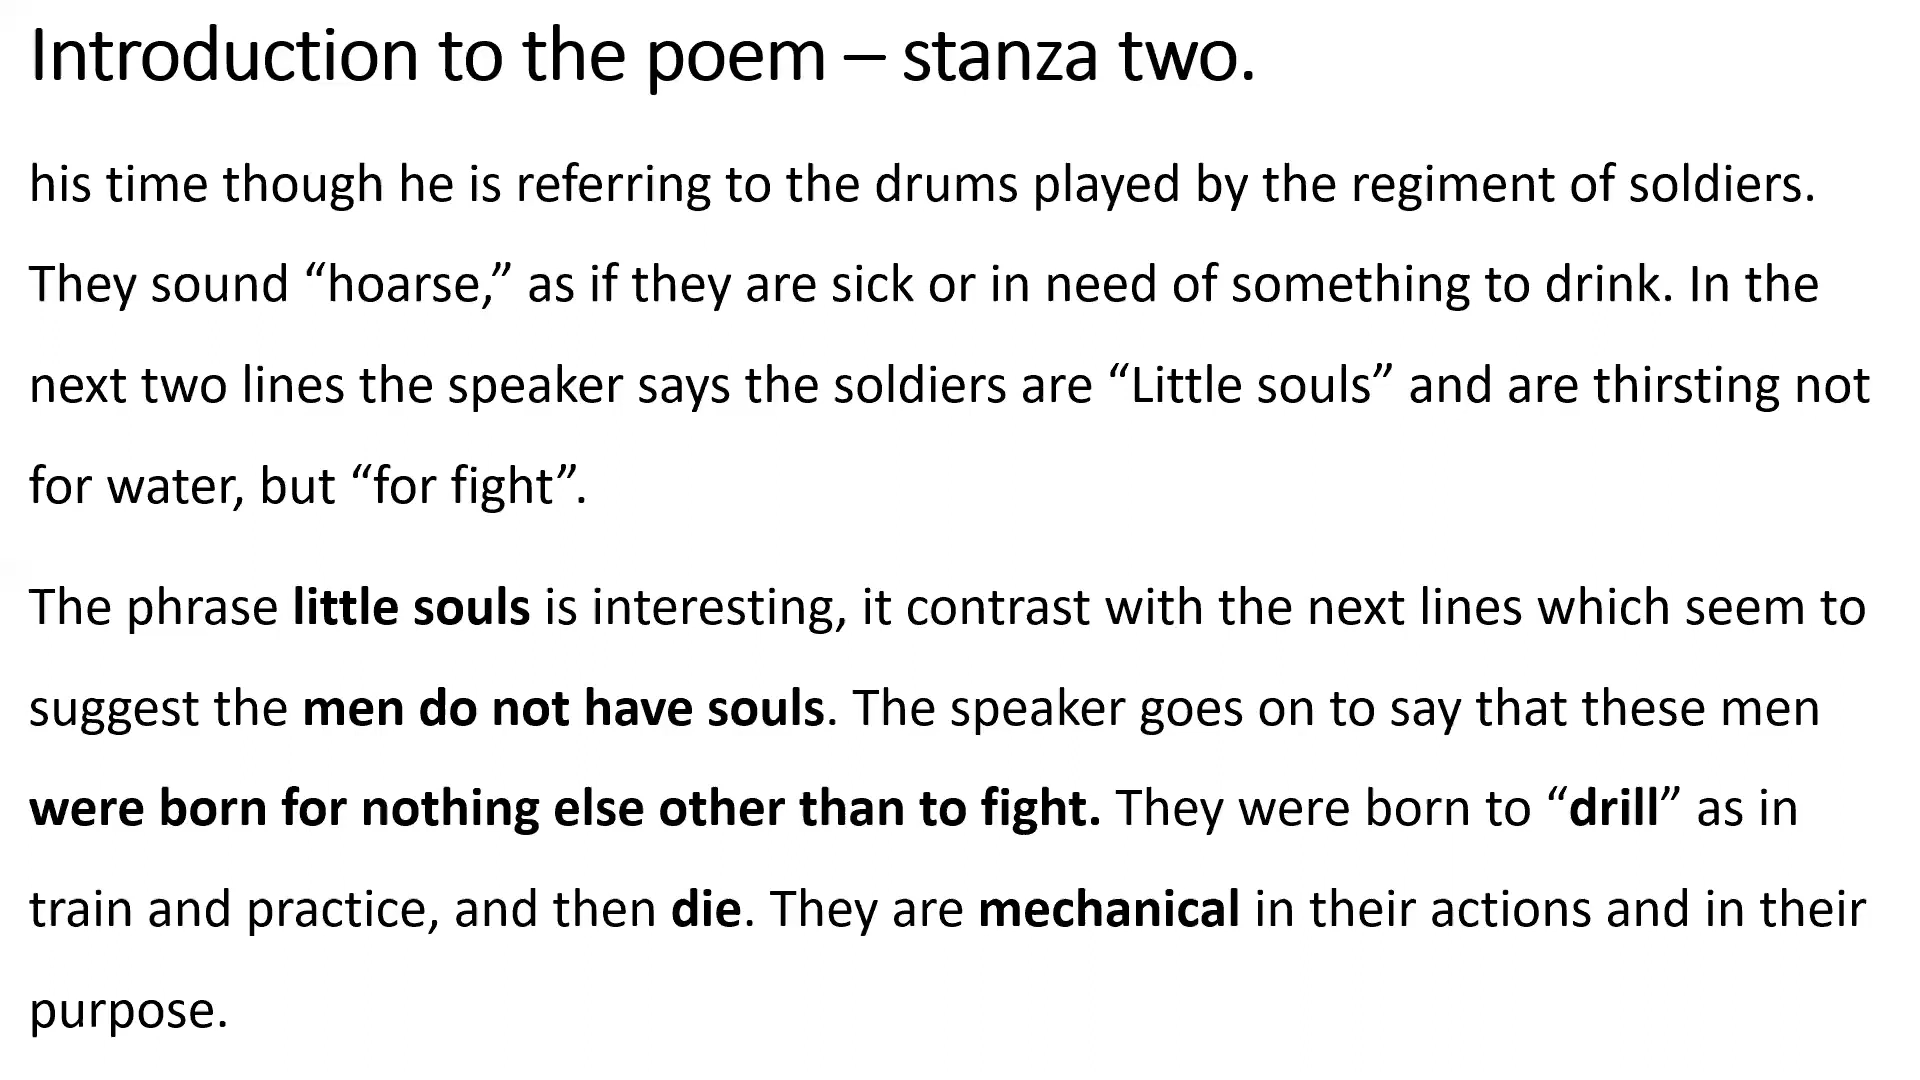 Introduction to the poem – stanza two.
his time though he is referring to the drums played by the regiment of soldiers.
They sound “hoarse,” as if they are sick or in need of something to drink. In the
next two lines the speaker says the soldiers are “Little souls” and are thirsting not
for water, but “for fight”.
The phrase little souls is interesting, it contrast with the next lines which seem to
suggest the men do not have souls. The speaker goes on to say that these men
were born for nothing else other than to fight. They were born to “drill” as in
train and practice, and then die. They are mechanical in their actions and in their
purpose.